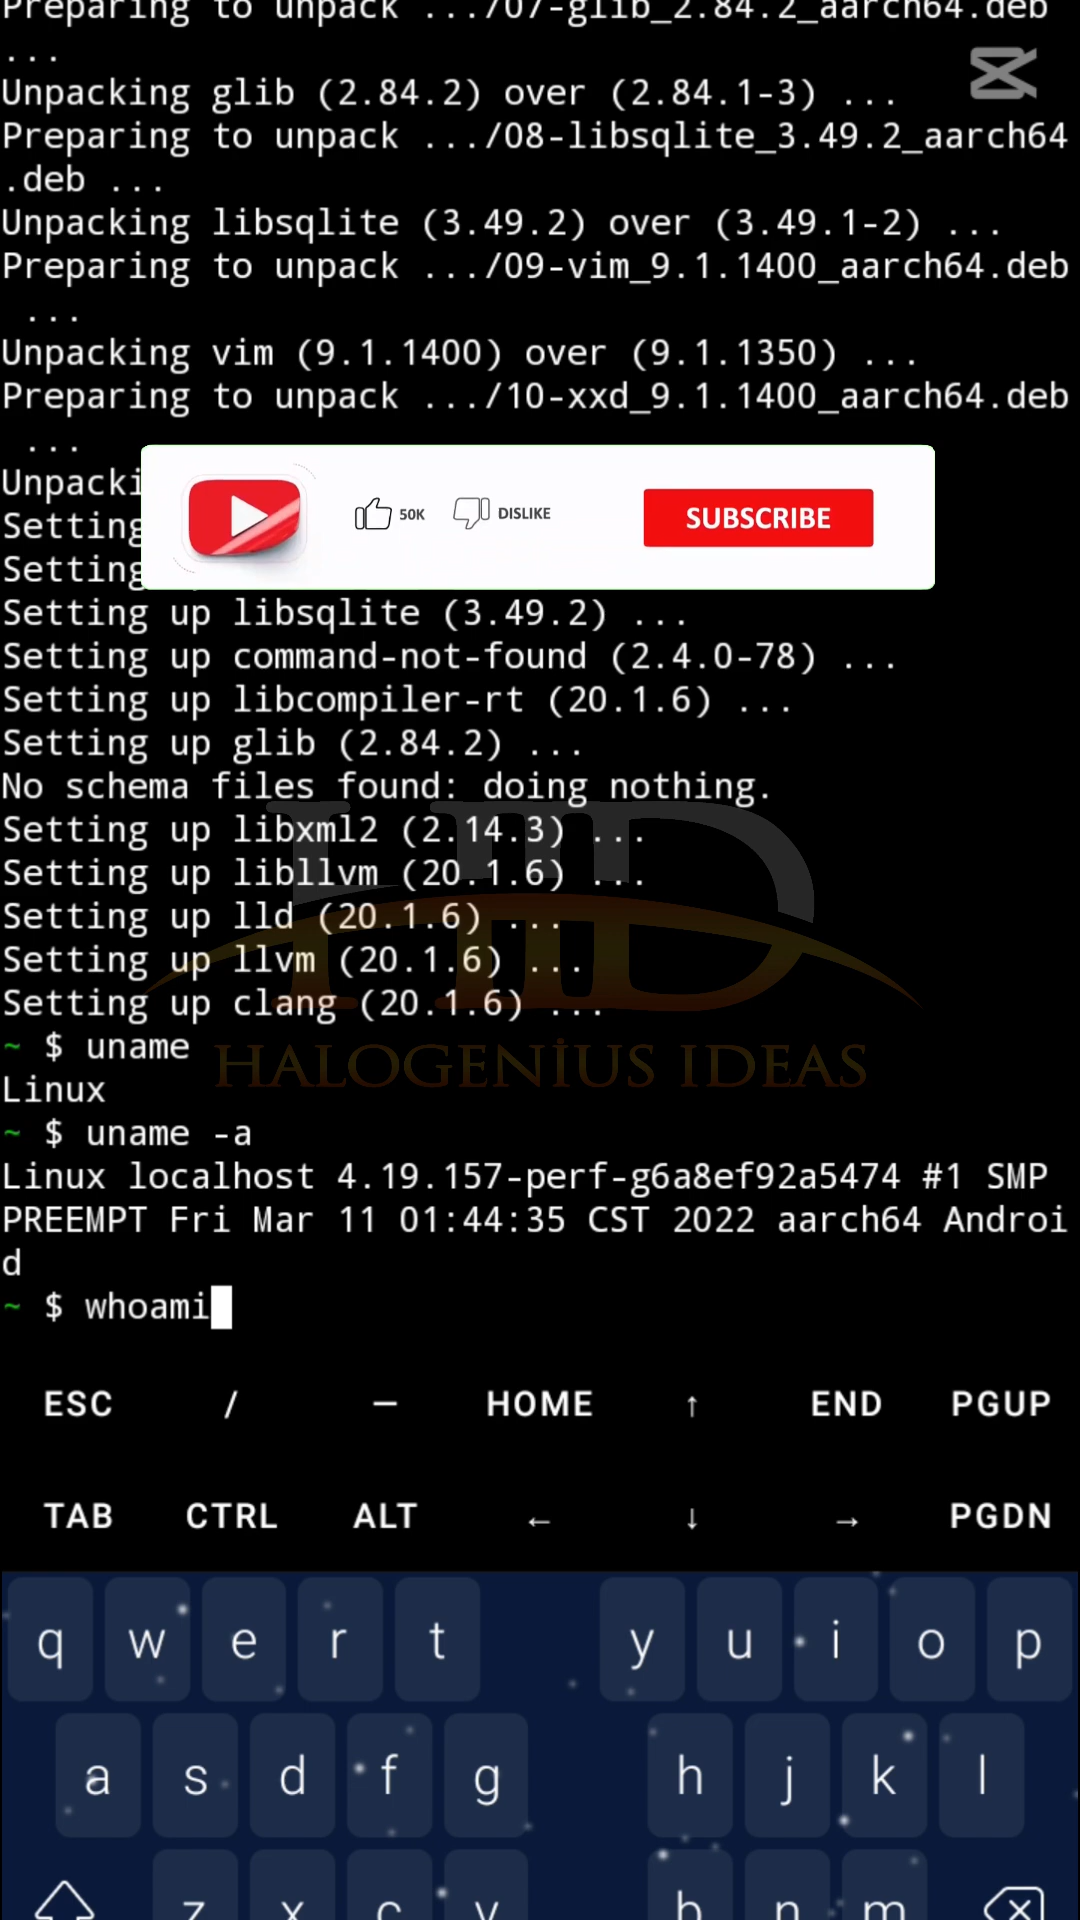 Preparing to unpack .../07-glib_2.84.2_aarch64.deb
...
Unpacking glib (2.84.2) over (2.84.1-3) ...
Preparing to unpack .../08-libsqlite_3.49.2_aarch64
.deb ...
Unpacking libsqlite (3.49.2) over (3.49.1-2) ...
Preparing to unpack .../09-vim_9.1.1400_aarch64.deb
...
Unpacking vim (9.1.1400) over (9.1.1350) ...
Preparing to unpack .../10-xxd_9.1.1400_aarch64.deb
...
Unpacki
50K DISLIKE SUBSCRIBE
Setting
Setting
Setting up libsqlite (3.49.2) ...
Setting up command-not-found (2.4.0-78) ...
Setting up libcompiler-rt (20.1.6) ...
Setting up glib (2.84.2) ...
No schema files found: doing nothing.
Setting up libxml2 (2.14.3) ...
Setting up libllvm (20.1.6) ...
Setting up lld (20.1.6) ...
Setting up llvm (20.1.6) ...
Setting up clang (20.1.6) ...
~ $ uname
HALOGENİUS IDEAS
Linux
~ $ uname -a
Linux localhost 4.19.157-perf-g6a8ef92a5474 #1 SMP
PREEMPT Fri Mar 11 01:44:35 CST 2022 aarch64 Androi
d
~ $ whoami
ESC / — HOME ↑ END PGUP
TAB CTRL ALT ← ↓ → PGDN
q w e r t y u i o p
a s d f g h j k l
z x c v b n m